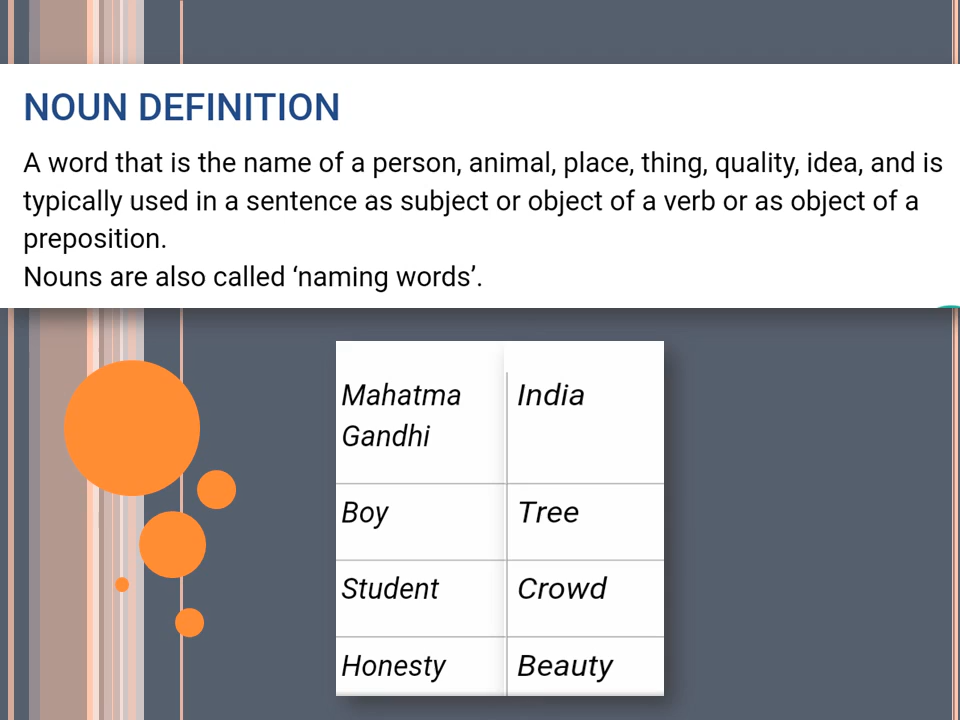 NOUN DEFINITION
A word that is the name of a person, animal, place, thing, quality, idea, and is
typically used in a sentence as subject or object of a verb or as object of a
preposition.
Nouns are also called ‘naming words’.
Mahatma India
Gandhi
Boy Tree
Student Crowd
Honesty Beauty